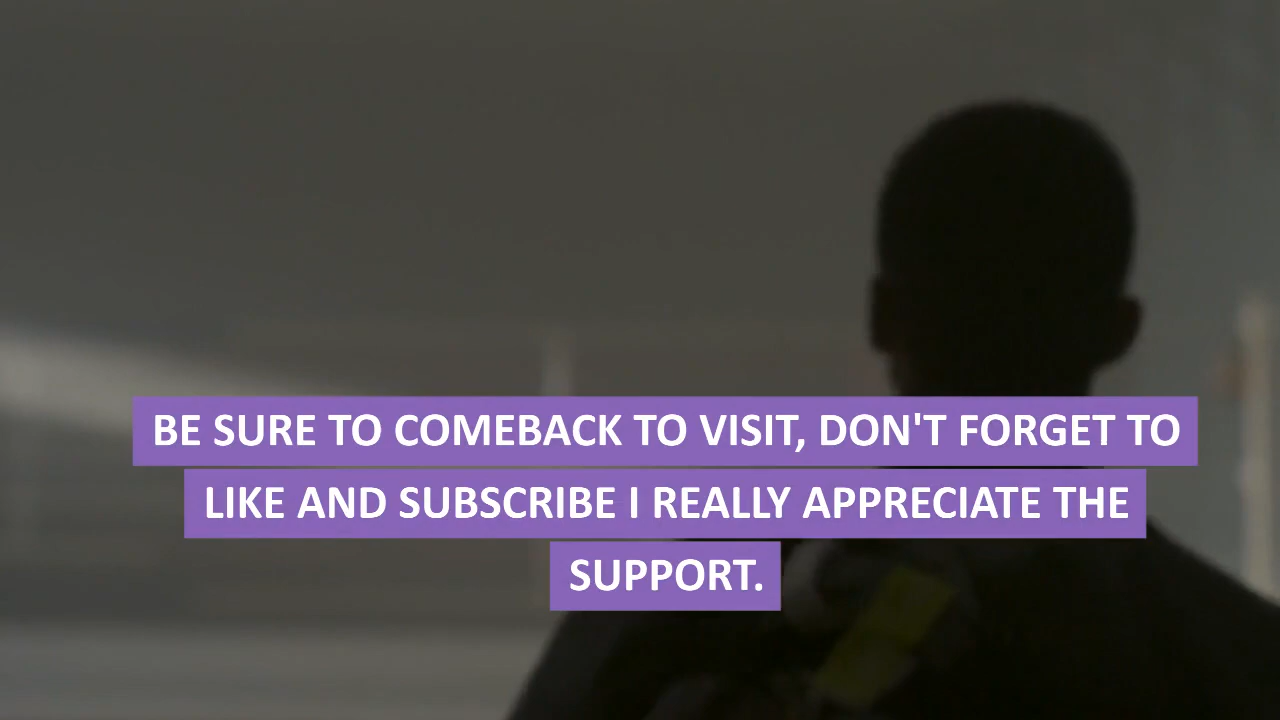 BE SURE TO COMEBACK TO VISIT, DON'T FORGET TO
LIKE AND SUBSCRIBE I REALLY APPRECIATE THE
SUPPORT.